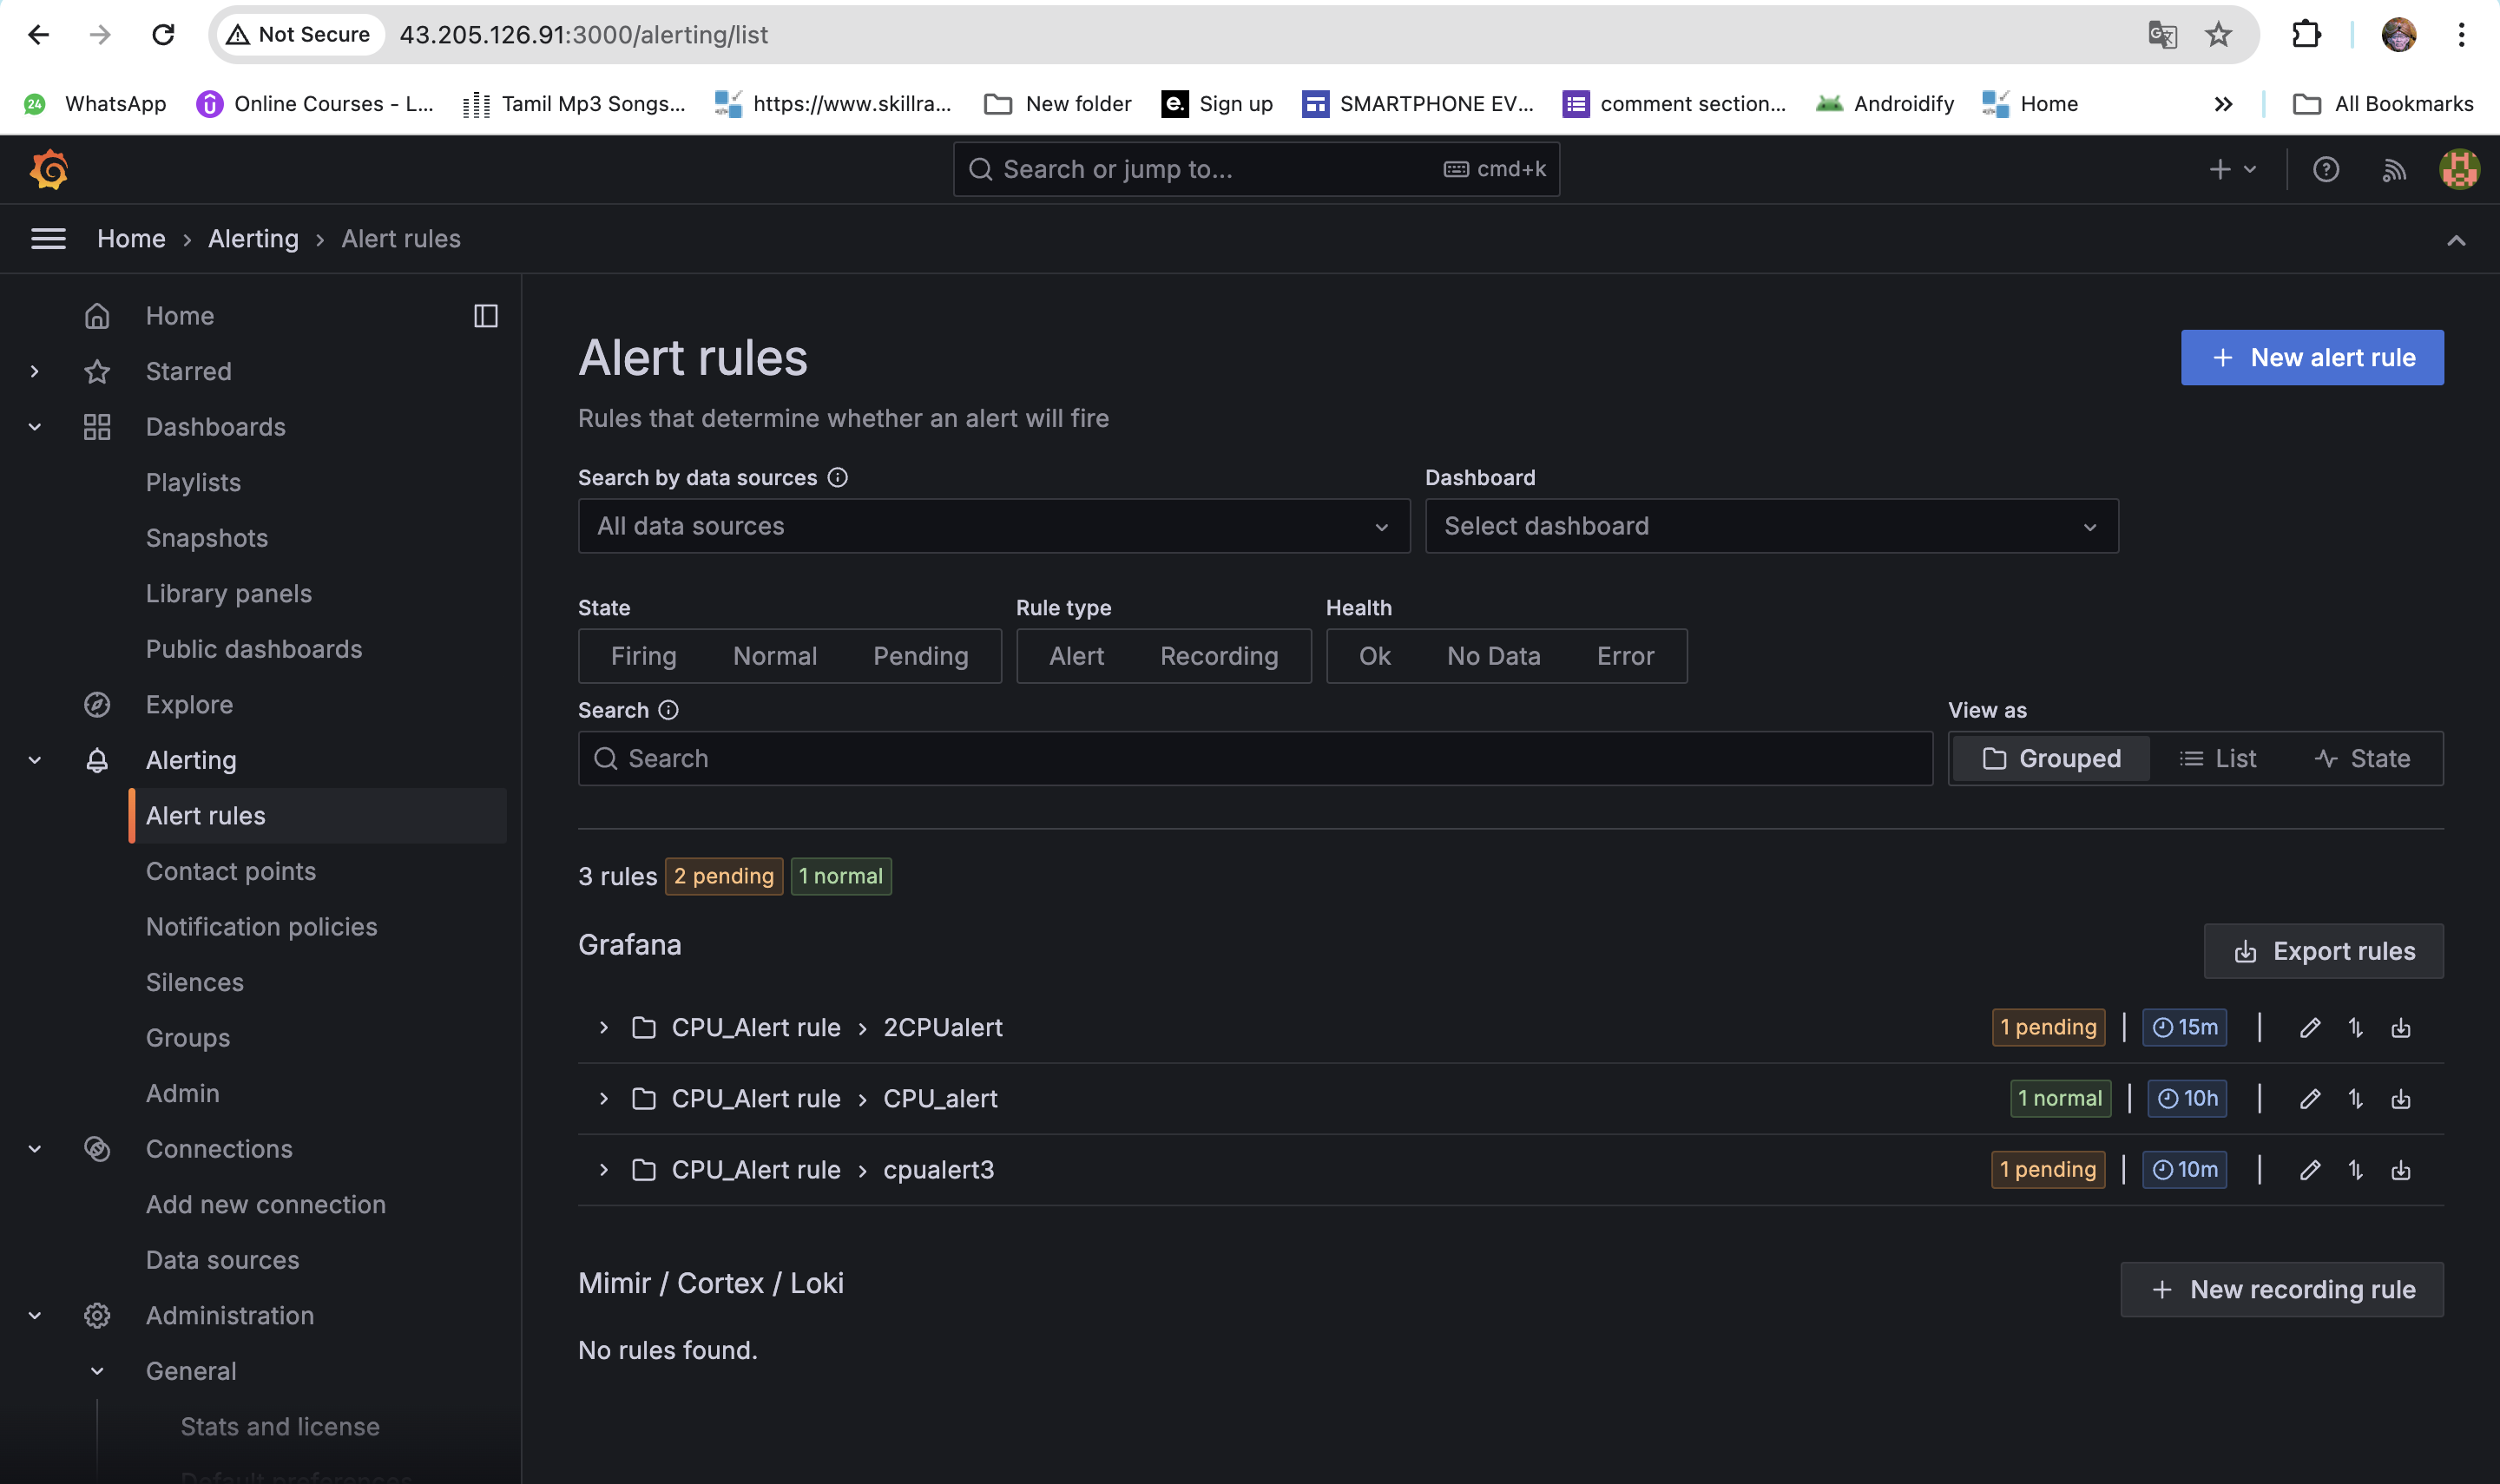 Not Secure 43.205.126.91:3000/alerting/list
24 WhatsApp Online Courses - L... Tamil Mp3 Songs... https://www.skillra... New folder e. Sign up SMARTPHONE EV... comment section... Androidify Home All Bookmarks
Search or jump to... cmd+k
Home › Alerting › Alert rules
Home
Starred
Dashboards
Playlists
Snapshots
Library panels
Public dashboards
Explore
Alerting
Alert rules
Contact points
Notification policies
Silences
Groups
Admin
Connections
Add new connection
Data sources
Administration
General
Stats and license
Default preferences
Alert rules
+ New alert rule
Rules that determine whether an alert will fire
Search by data sources Dashboard
All data sources Select dashboard
State Rule type Health
Firing Normal Pending Alert Recording Ok No Data Error
Search View as
Search Grouped List State
3 rules 2 pending 1 normal
Grafana Export rules
CPU_Alert rule › 2CPUalert 1 pending | 15m |
CPU_Alert rule › CPU_alert 1 normal | 10h |
CPU_Alert rule › cpualert3 1 pending | 10m |
Mimir / Cortex / Loki + New recording rule
No rules found.